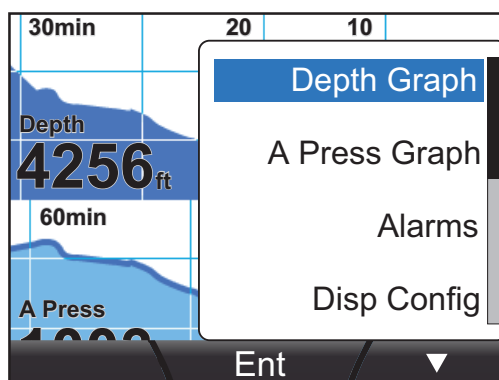 30min 20 10
Depth Graph
A Press Graph
Alarms
Disp Config
Depth
4256ft
60min
A Press
Ent